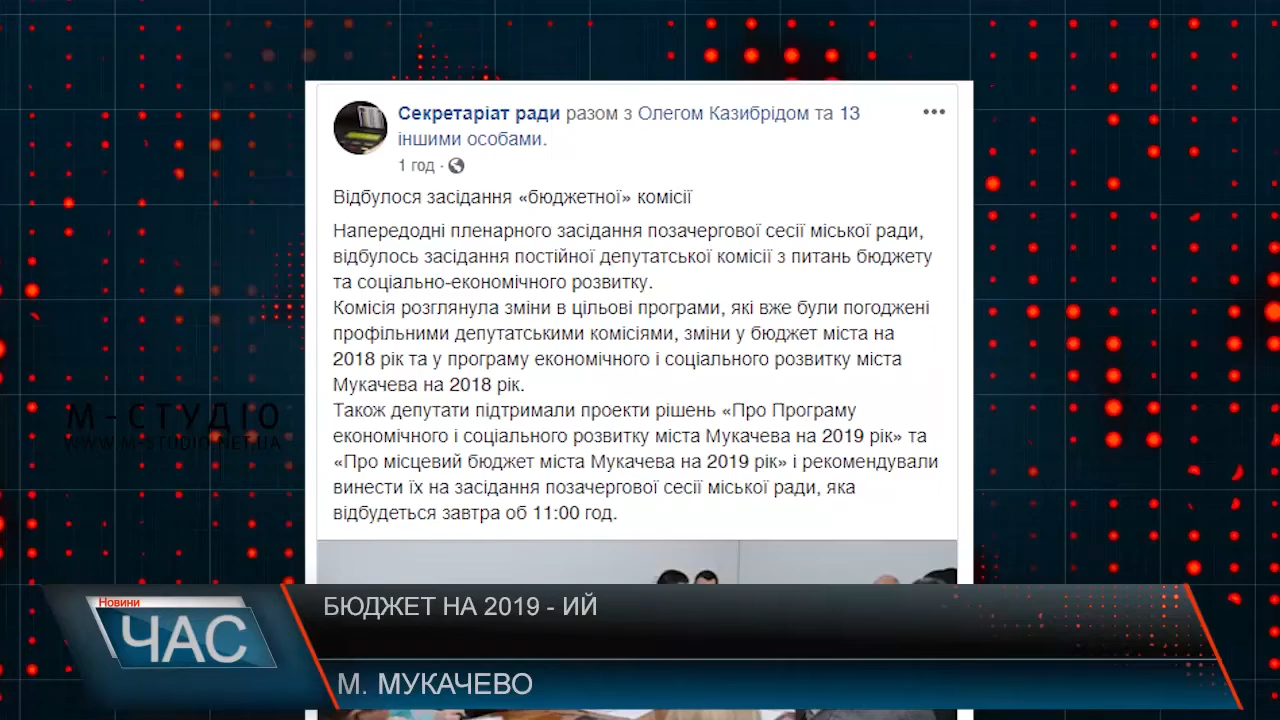 Секретаріат ради разом з Олегом Казибрідом та 13
іншими особами.
1 год ·
Відбулося засідання «бюджетної» комісії
Напередодні пленарного засідання позачергової сесії міської ради,
відбулось засідання постійної депутатської комісії з питань бюджету
та соціально-економічного розвитку.
Комісія розглянула зміни в цільові програми, які вже були погоджені
профільними депутатськими комісіями, зміни у бюджет міста на
2018 рік та у програму економічного і соціального розвитку міста
Мукачева на 2018 рік.
Також депутати підтримали проекти рішень «Про Програму
економічного і соціального розвитку міста Мукачева на 2019 рік» та
«Про місцевий бюджет міста Мукачева на 2019 рік» і рекомендували
винести їх на засідання позачергової сесії міської ради, яка
відбудеться завтра об 11:00 год.
М-СТУДІО
WWW.M-STUDIO.NET.UA
Новини
ЧАС
БЮДЖЕТ НА 2019 - ИЙ
М. МУКАЧЕВО